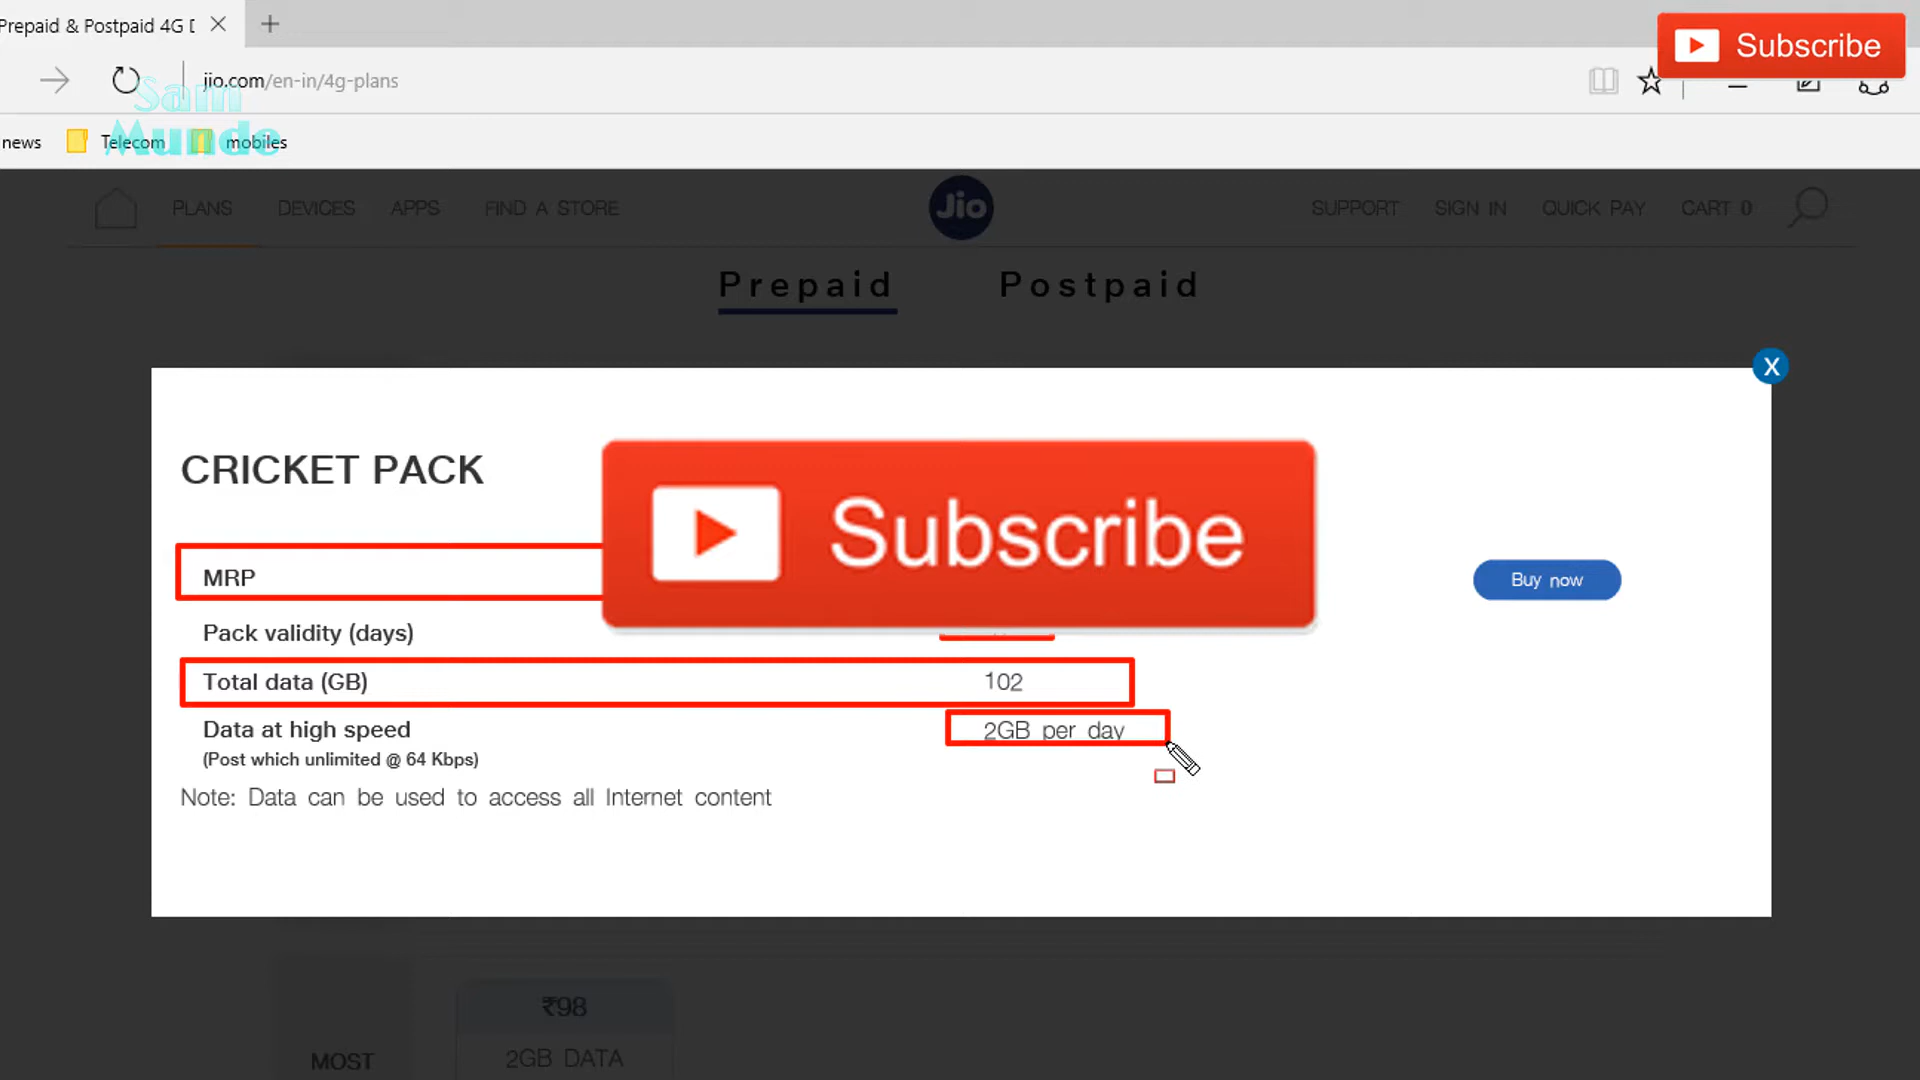 Prepaid & Postpaid 4G
Subscribe
jio.com/en-in/4g-plans
Sam
Munde
news Telecom mobiles
PLANS DEVICES APPS FIND A STORE Jio SUPPORT SIGN IN QUICK PAY CART 0
Prepaid Postpaid
X
CRICKET PACK
Subscribe
MRP
Buy now
Pack validity (days)
Total data (GB) 102
Data at high speed 2GB per day
(Post which unlimited @ 64 Kbps)
Note: Data can be used to access all Internet content
₹98
MOST 2GB DATA